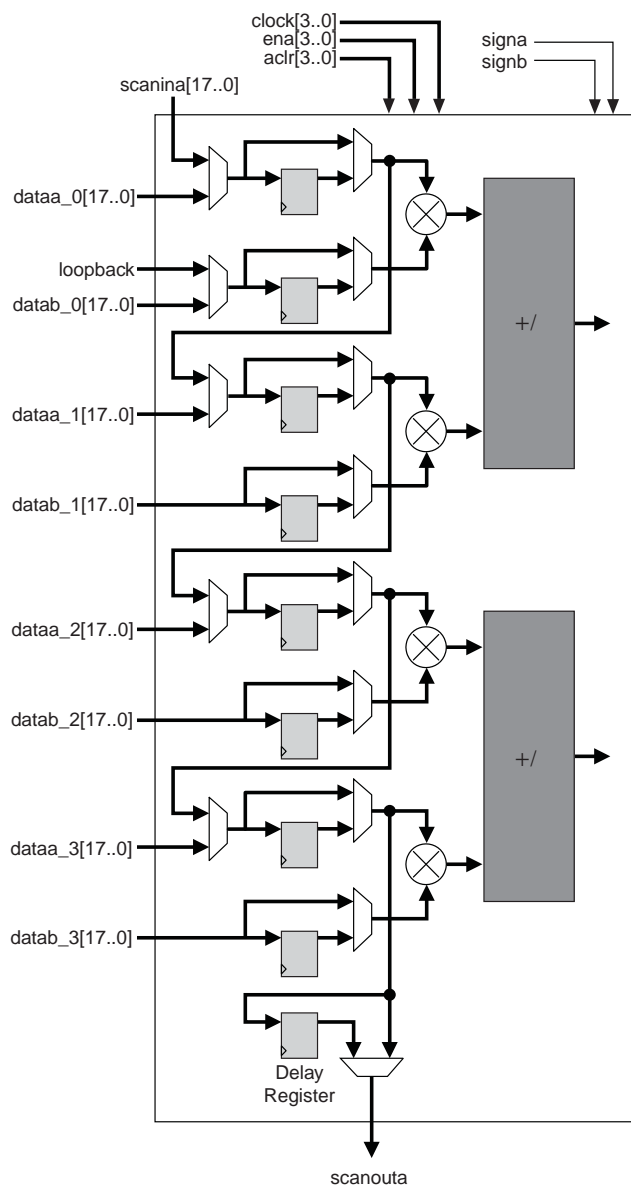 clock[3..0]
ena[3..0]
aclr[3..0]
signa
signb
scanina[17..0]
dataa_0[17..0]
loopback
datab_0[17..0]
+/
dataa_1[17..0]
datab_1[17..0]
dataa_2[17..0]
datab_2[17..0]
+/
dataa_3[17..0]
datab_3[17..0]
Delay
Register
scanouta